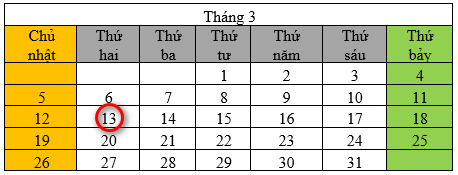 Tháng 3
Chủ nhật Thứ hai Thứ ba Thứ tư Thứ năm Thứ sáu Thứ bảy
1 2 3 4
5 6 7 8 9 10 11
12 13 14 15 16 17 18
19 20 21 22 23 24 25
26 27 28 29 30 31